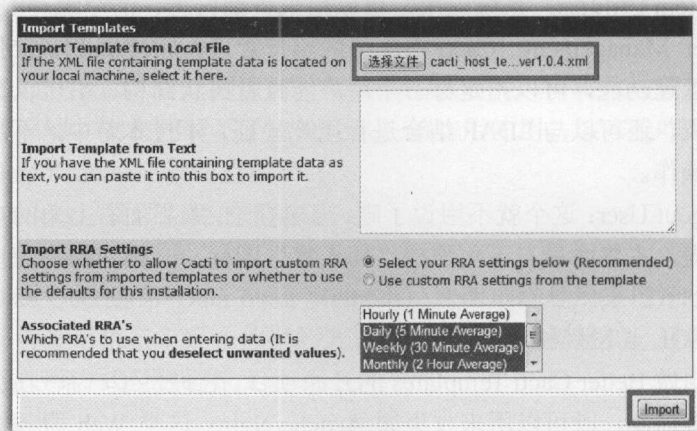 Import Templates
Import Template from Local File
If the XML file containing template data is located on
your local machine, select it here.
选择文件 cacti_host_te...ver1.0.4.xml
Import Template from Text
If you have the XML file containing template data as
text, you can paste it into this box to import it.
Import RRA Settings
Choose whether to allow Cacti to import custom RRA
settings from imported templates or whether to use
the defaults for this installation.
Select your RRA settings below (Recommended)
Use custom RRA settings from the template
Associated RRA's
Which RRA's to use when entering data (It is
recommended that you deselect unwanted values).
Hourly (1 Minute Average)
Daily (5 Minute Average)
Weekly (30 Minute Average)
Monthly (2 Hour Average)
Import